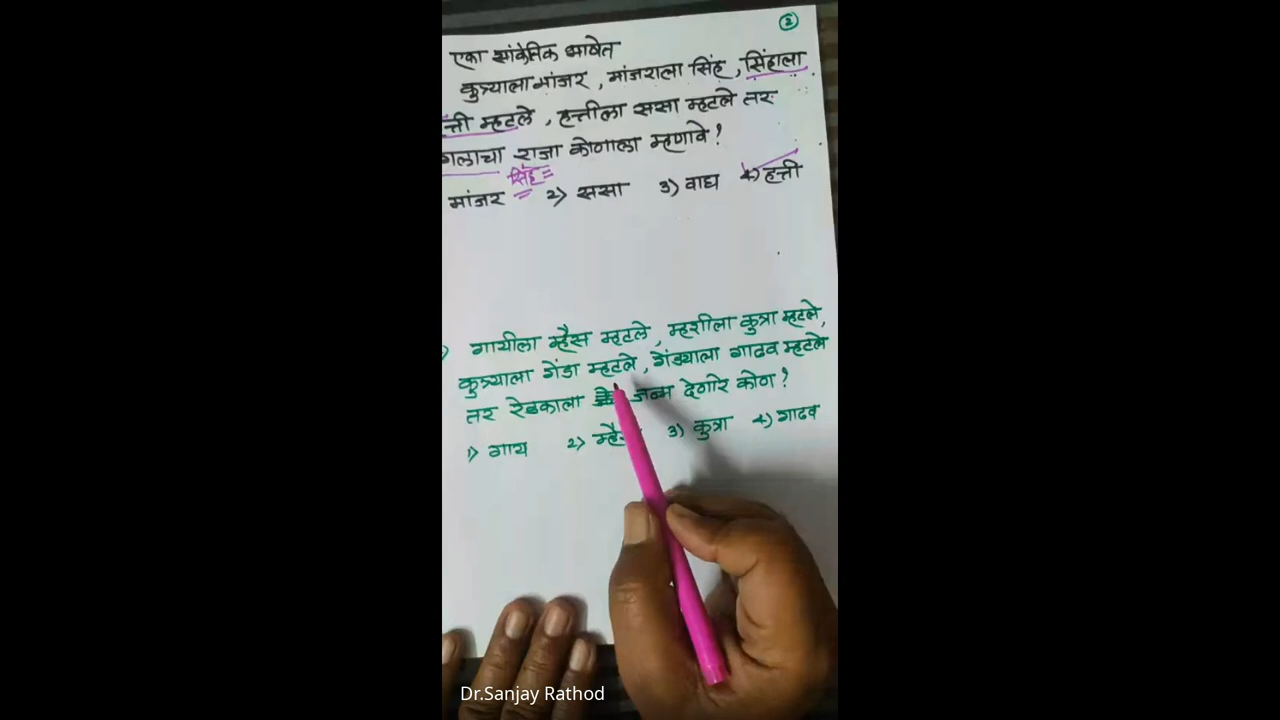 2
एका सांकेतिक भाषेत
कुत्र्याला मांजर , मांजराला सिंह , सिंहाला
त्ती म्हटले , हत्तीला ससा म्हटले तर
गलाचा राजा कोणाला म्हणावे ?
सिंह =
मांजर = 2) ससा 3) वाघ 4) हत्ती
) गायीला म्हैस म्हटले , म्हशीला कुत्रा म्हटले,
कुत्र्याला गेंडा म्हटले , गेंड्याला गाढव म्हटले
तर रेडकाला जन्म देणारे कोण ?
1) गाय 2) 3) कुत्रा 4) गाढव
Dr.Sanjay Rathod